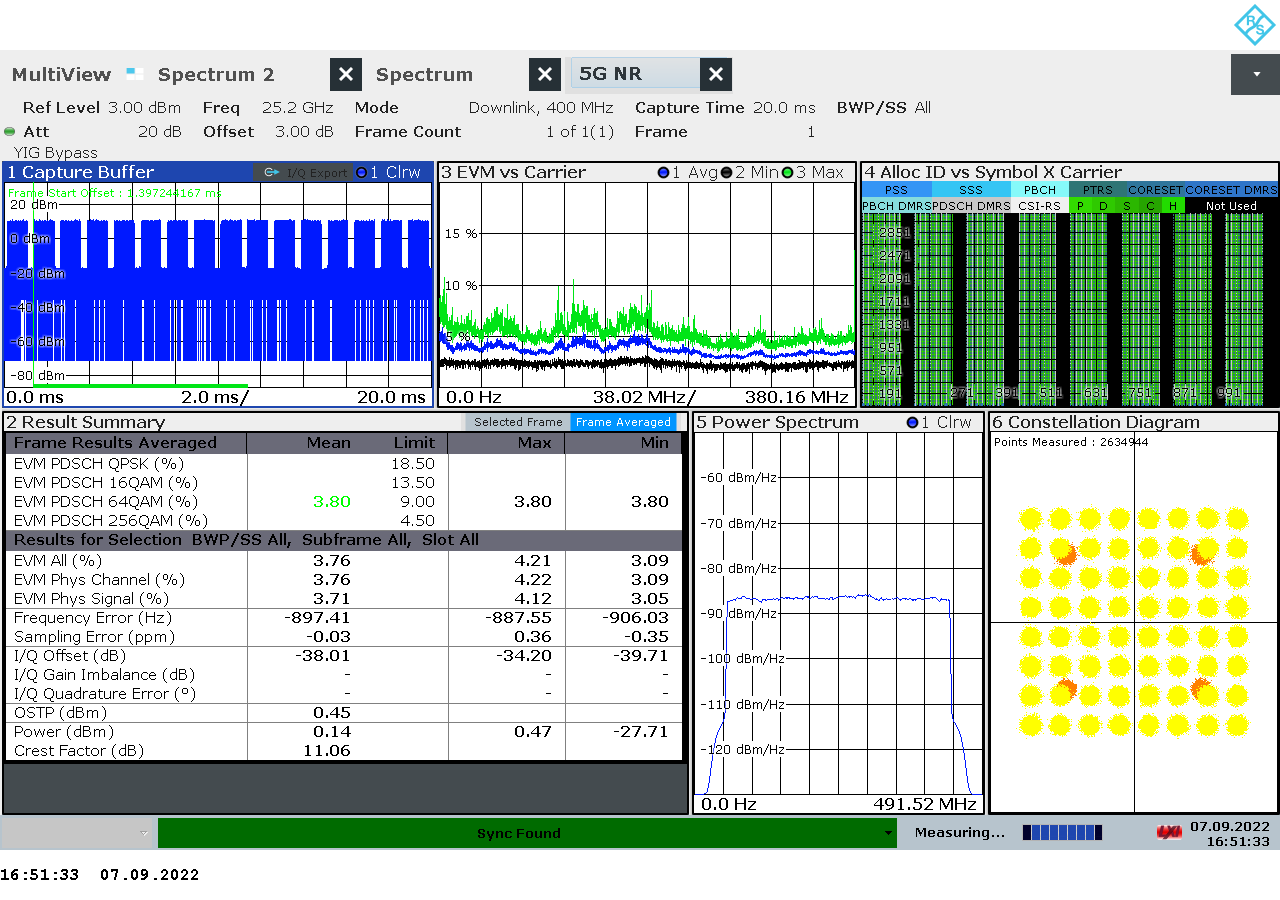 R/S
MultiView Spectrum 2 Spectrum 5G NR
Ref Level 3.00 dBm Freq 25.2 GHz Mode Downlink, 400 MHz Capture Time 20.0 ms BWP/SS All
Att 20 dB Offset 3.00 dB Frame Count 1 of 1(1) Frame 1
YIG Bypass
1 Capture Buffer I/Q Export 1 Clrw
Frame Start Offset : 1.397244167 ms
20 dBm
0 dBm
-20 dBm
-40 dBm
-60 dBm
-80 dBm
0.0 ms 2.0 ms/ 20.0 ms
3 EVM vs Carrier 1 Avg 2 Min 3 Max
15 %
10 %
5 %
0.0 Hz 38.02 MHz/ 380.16 MHz
4 Alloc ID vs Symbol X Carrier
PSS SSS PBCH PTRS CORESET CORESET DMRS
PBCH DMRS PDSCH DMRS CSI-RS P D S C H Not Used
2851
2471
2091
1711
1331
951
571
191 271 391 511 631 751 871 991
2 Result Summary Selected Frame Frame Averaged
Frame Results Averaged Mean Limit Max Min
EVM PDSCH QPSK (%) 18.50
EVM PDSCH 16QAM (%) 13.50
EVM PDSCH 64QAM (%) 3.80 9.00 3.80 3.80
EVM PDSCH 256QAM (%) 4.50
Results for Selection BWP/SS All, Subframe All, Slot All
EVM All (%) 3.76 4.21 3.09
EVM Phys Channel (%) 3.76 4.22 3.09
EVM Phys Signal (%) 3.71 4.12 3.05
Frequency Error (Hz) -897.41 -887.55 -906.03
Sampling Error (ppm) -0.03 0.36 -0.35
I/Q Offset (dB) -38.01 -34.20 -39.71
I/Q Gain Imbalance (dB) - - -
I/Q Quadrature Error (°) - - -
OSTP (dBm) 0.45
Power (dBm) 0.14 0.47 -27.71
Crest Factor (dB) 11.06
5 Power Spectrum 1 Clrw
-60 dBm/Hz
-70 dBm/Hz
-80 dBm/Hz
-90 dBm/Hz
-100 dBm/Hz
-110 dBm/Hz
-120 dBm/Hz
0.0 Hz 491.52 MHz
6 Constellation Diagram
Points Measured : 2634944
Sync Found Measuring... LXI 07.09.2022
16:51:33
16:51:33 07.09.2022